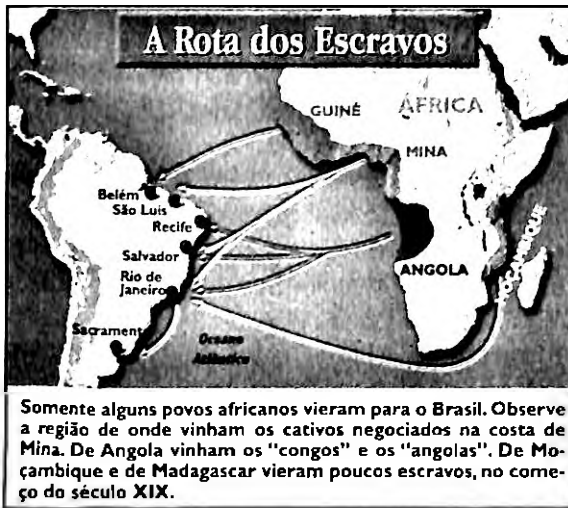 A Rota dos Escravos
GUINÉ
ÁFRICA
MINA
Belém
São Luis
Recife
Salvador
Rio de
Janeiro
Sacrament
ANGOLA
MOÇAMBIQUE
Oceano
Atlântico
Somente alguns povos africanos vieram para o Brasil. Observe
a região de onde vinham os cativos negociados na costa de
Mina. De Angola vinham os "congos" e os "angolas". De Mo-
çambique e de Madagascar vieram poucos escravos, no come-
ço do século XIX.